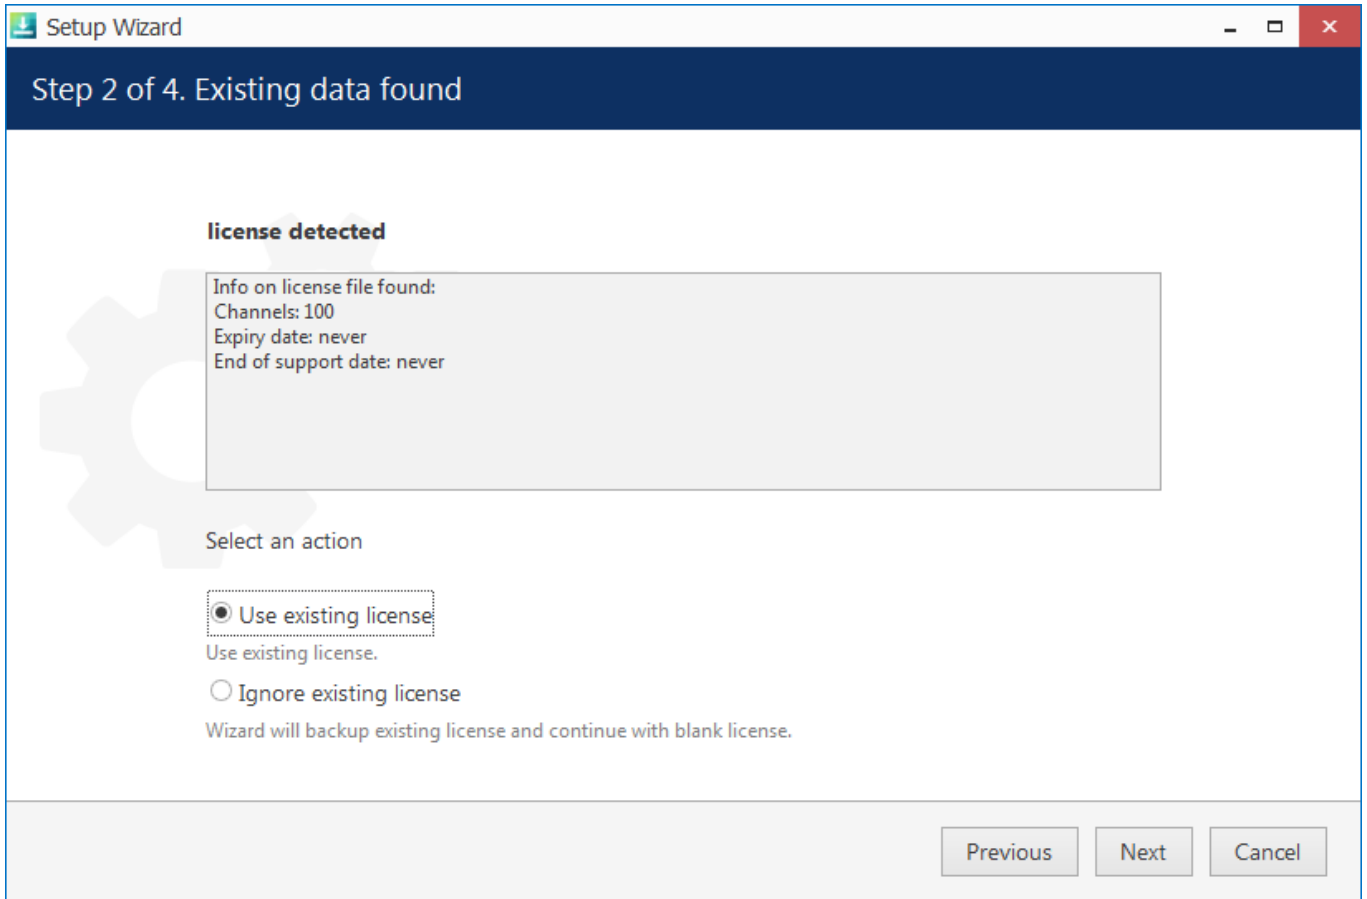 Setup Wizard
Step 2 of 4. Existing data found
license detected
Info on license file found:
Channels: 100
Expiry date: never
End of support date: never
Select an action
Use existing license
Use existing license.
Ignore existing license
Wizard will backup existing license and continue with blank license.
Previous Next Cancel